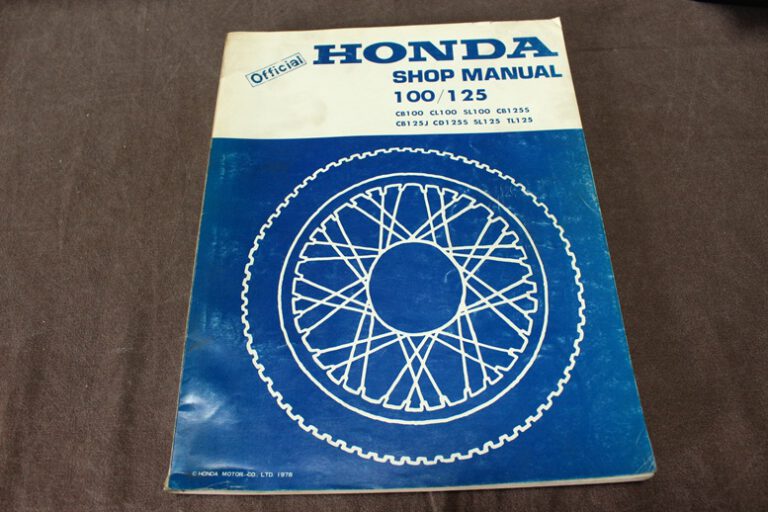 Official
HONDA
SHOP MANUAL
100/125
CB100 CL100 SL100 CB125S
CB125J CD125S SL125 TL125
© HONDA MOTOR CO. LTD 1978